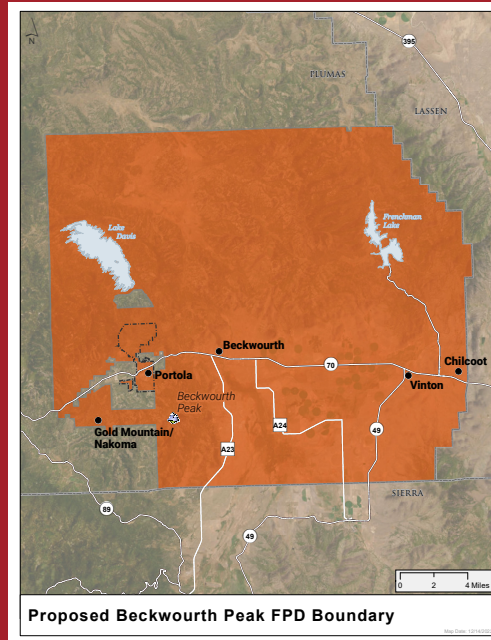 N
395
PLUMAS
LASSEN
Lake
Davis
Frenchman
Lake
Beckwourth
70
Chilcoot
Portola
Vinton
Beckwourth
Peak
Gold Mountain/
Nakoma
A24
49
A23
SIERRA
89
49
0 2 4 Miles
Proposed Beckwourth Peak FPD Boundary